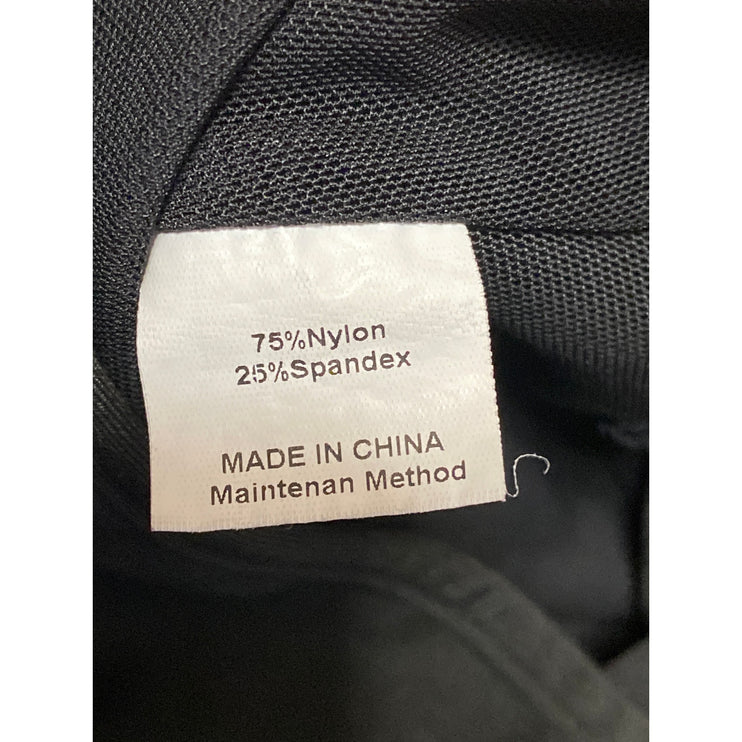 75%Nylon
25%Spandex
MADE IN CHINA
Maintenan Method